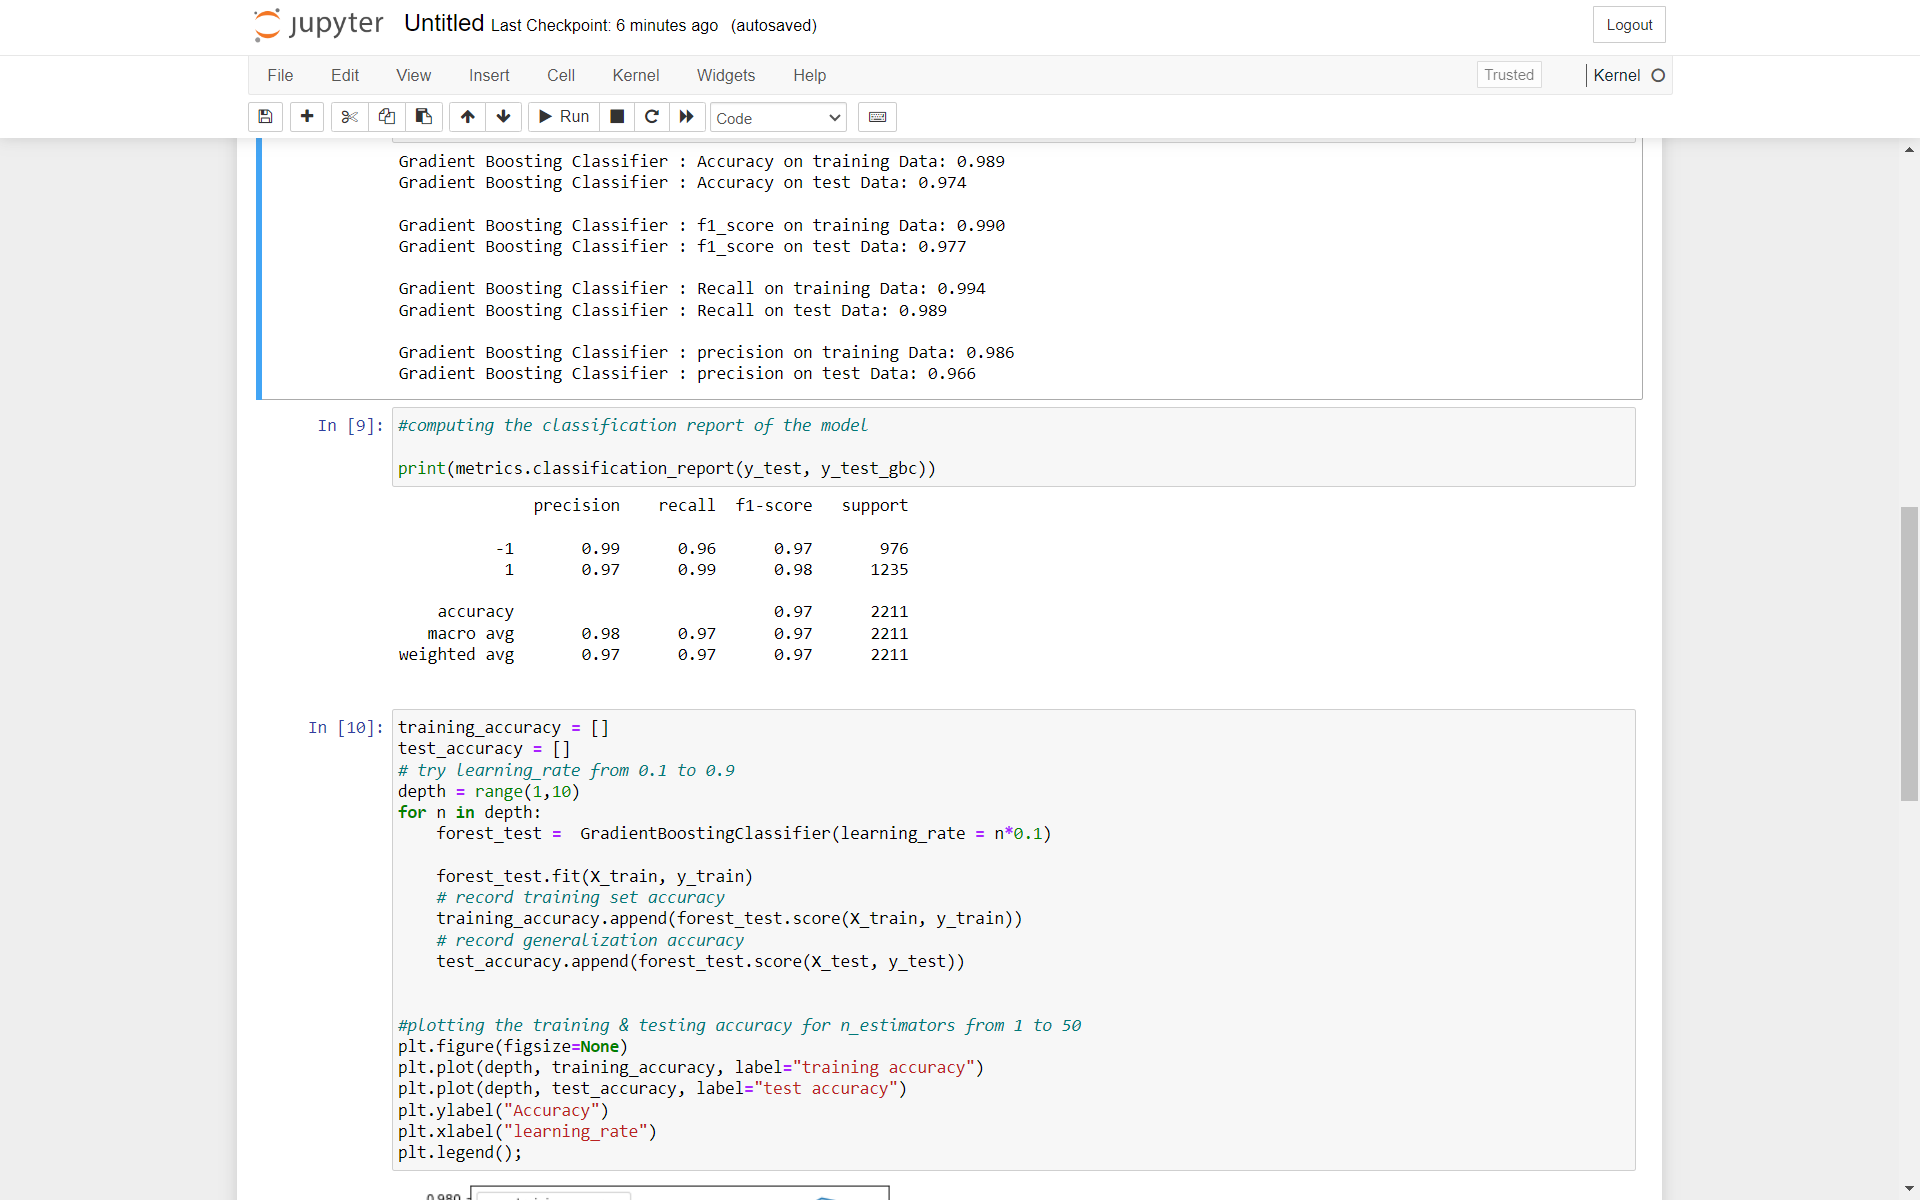 jupyter Untitled Last Checkpoint: 6 minutes ago (autosaved) Logout
File Edit View Insert Cell Kernel Widgets Help Trusted Kernel
Run Code
Gradient Boosting Classifier : Accuracy on training Data: 0.989
Gradient Boosting Classifier : Accuracy on test Data: 0.974
Gradient Boosting Classifier : f1_score on training Data: 0.990
Gradient Boosting Classifier : f1_score on test Data: 0.977
Gradient Boosting Classifier : Recall on training Data: 0.994
Gradient Boosting Classifier : Recall on test Data: 0.989
Gradient Boosting Classifier : precision on training Data: 0.986
Gradient Boosting Classifier : precision on test Data: 0.966
In [9]: #computing the classification report of the model
print(metrics.classification_report(y_test, y_test_gbc))
precision recall f1-score support
-1 0.99 0.96 0.97 976
1 0.97 0.99 0.98 1235
accuracy 0.97 2211
macro avg 0.98 0.97 0.97 2211
weighted avg 0.97 0.97 0.97 2211
In [10]: training_accuracy = []
test_accuracy = []
# try learning_rate from 0.1 to 0.9
depth = range(1,10)
for n in depth:
    forest_test =  GradientBoostingClassifier(learning_rate = n*0.1)
    forest_test.fit(X_train, y_train)
    # record training set accuracy
    training_accuracy.append(forest_test.score(X_train, y_train))
    # record generalization accuracy
    test_accuracy.append(forest_test.score(X_test, y_test))
#plotting the training & testing accuracy for n_estimators from 1 to 50
plt.figure(figsize=None)
plt.plot(depth, training_accuracy, label="training accuracy")
plt.plot(depth, test_accuracy, label="test accuracy")
plt.ylabel("Accuracy")
plt.xlabel("learning_rate")
plt.legend();
0.980